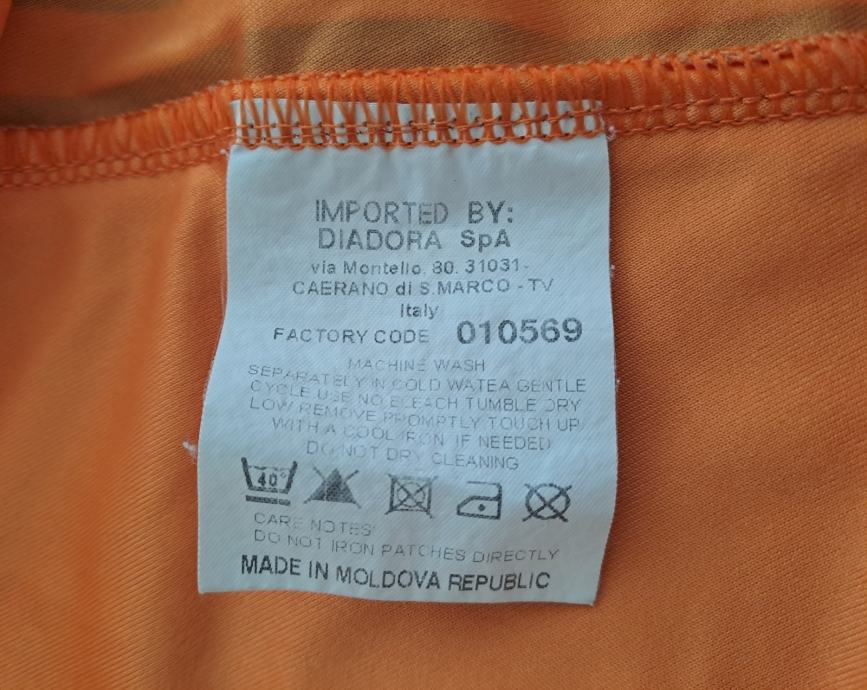 IMPORTED BY:
DIADORA SpA
via Montello, 80. 31031-
CAERANO di S.MARCO - TV
Italy
FACTORY CODE 010569
MACHINE WASH
SEPARATELY IN COLD WATEA GENTLE
CYCLE USE NO BLEACH TUMBLE DRY
LOW REMOVE PROMPTLY TOUCH UP
WITH A COOL IRON IF NEEDED
DO NOT DRY CLEANING
40°
CARE NOTES:
DO NOT IRON PATCHES DIRECTLY
MADE IN MOLDOVA REPUBLIC